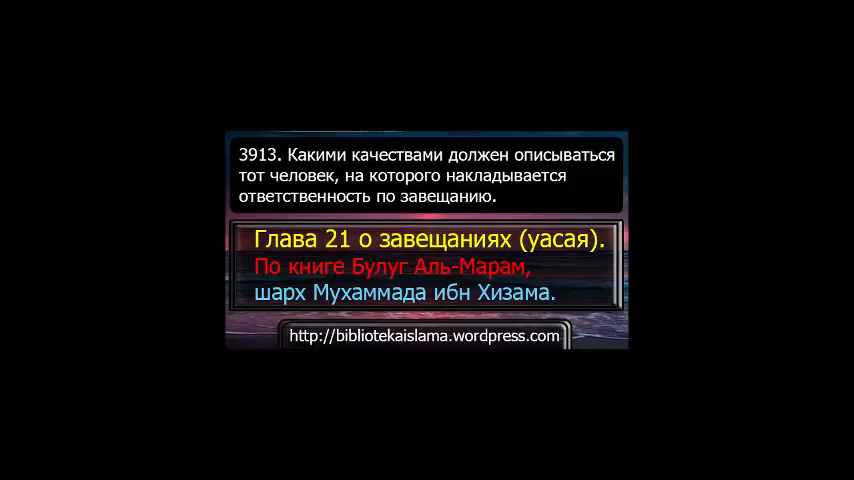 3913. Какими качествами должен описываться
тот человек, на которого накладывается
ответственность по завещанию.
Глава 21 о завещаниях (уасая).
По книге Булуг Аль-Марам,
шарх Мухаммада ибн Хизама.
http://bibliotekaislama.wordpress.com